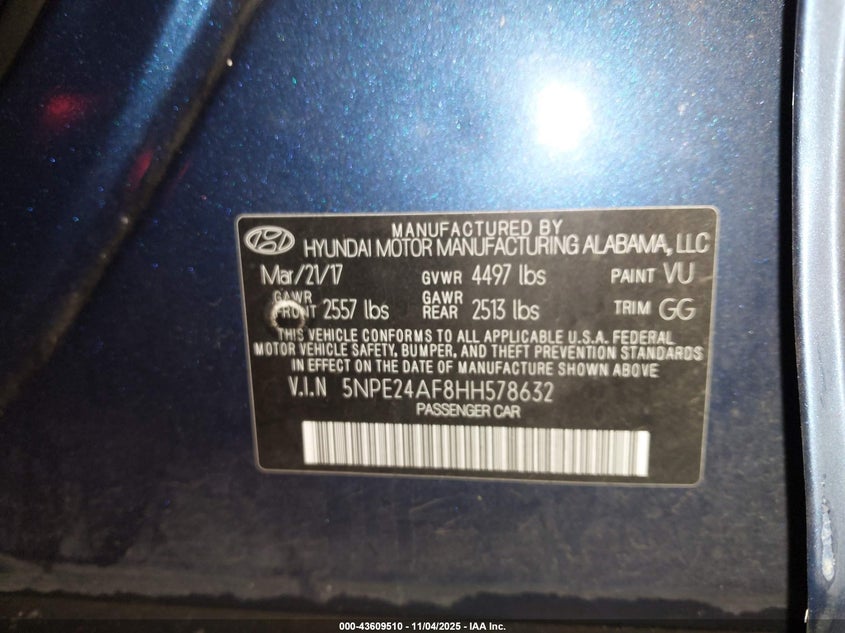 MANUFACTURED BY
HYUNDAI MOTOR MANUFACTURING ALABAMA, LLC
Mar/21/17 GVWR 4497 lbs PAINT VU
GAWR FRONT 2557 lbs GAWR REAR 2513 lbs TRIM GG
THIS VEHICLE CONFORMS TO ALL APPLICABLE U.S.A. FEDERAL
MOTOR VEHICLE SAFETY, BUMPER, AND THEFT PREVENTION STANDARDS
IN EFFECT ON THE DATE OF MANUFACTURE SHOWN ABOVE
V.I.N 5NPE24AF8HH578632
PASSENGER CAR
000-43609510 - 11/04/2025 - IAA Inc.